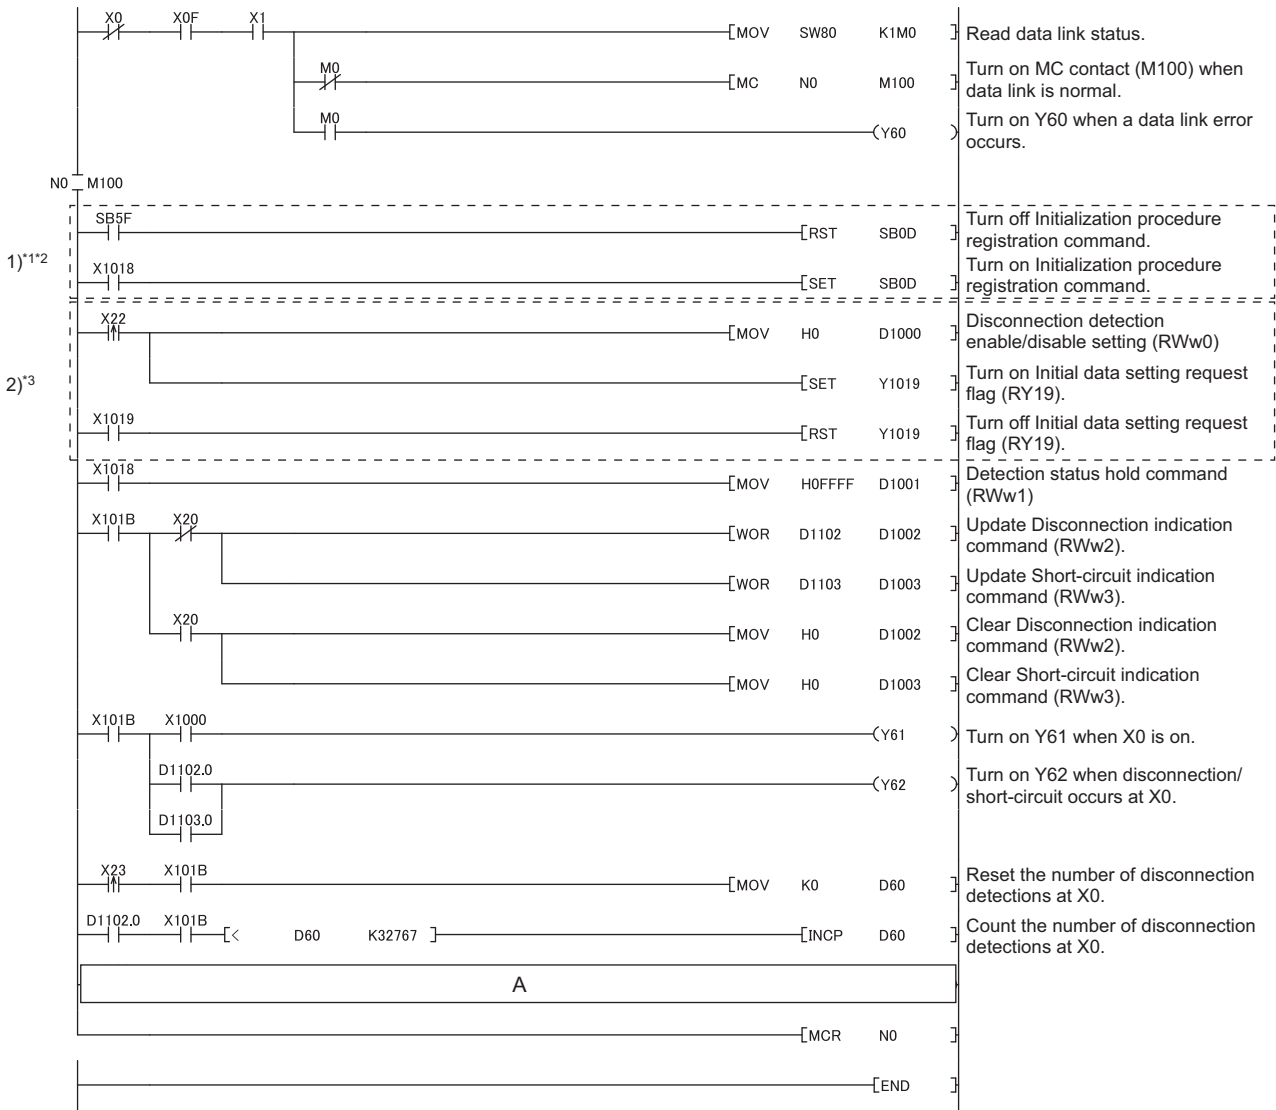 X0 X0F X1 MOV SW80 K1M0 Read data link status.
M0 MC N0 M100 Turn on MC contact (M100) when
data link is normal.
M0 Y60 Turn on Y60 when a data link error
occurs.
N0 M100
SB5F RST SB0D Turn off Initialization procedure
registration command.
1)*1*2
X1018 SET SB0D Turn on Initialization procedure
registration command.
X22 MOV H0 D1000 Disconnection detection
enable/disable setting (RWw0)
2)*3
SET Y1019 Turn on Initial data setting request
flag (RY19).
X1019 RST Y1019 Turn off Initial data setting request
flag (RY19).
X1018 MOV H0FFFF D1001 Detection status hold command
(RWw1)
X101B X20 WOR D1102 D1002 Update Disconnection indication
command (RWw2).
WOR D1103 D1003 Update Short-circuit indication
command (RWw3).
X20 MOV H0 D1002 Clear Disconnection indication
command (RWw2).
MOV H0 D1003 Clear Short-circuit indication
command (RWw3).
X101B X1000 Y61 Turn on Y61 when X0 is on.
D1102.0 Y62 Turn on Y62 when disconnection/
short-circuit occurs at X0.
D1103.0
X23 X101B MOV K0 D60 Reset the number of disconnection
detections at X0.
D1102.0 X101B < D60 K32767 INCP D60 Count the number of disconnection
detections at X0.
A
MCR N0
END